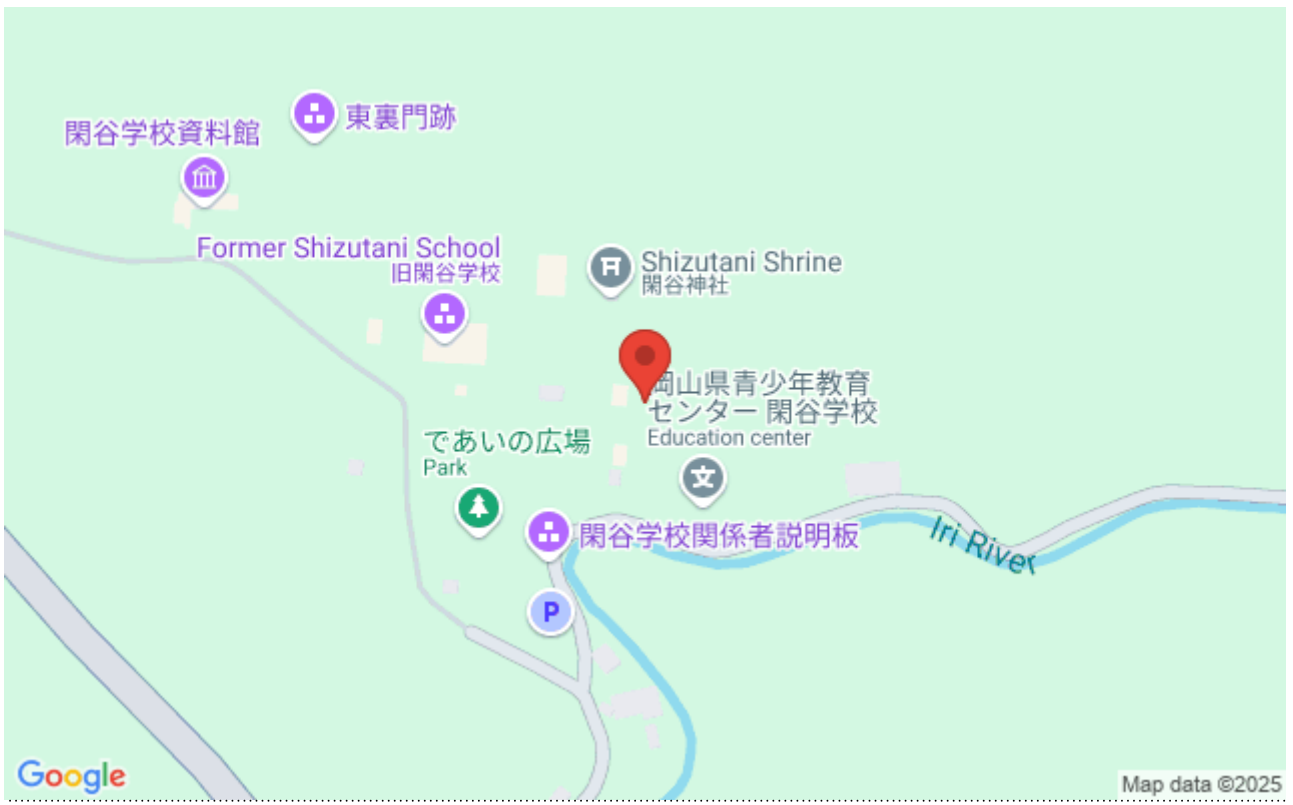 東裏門跡
閑谷学校資料館
Former Shizutani School
旧閑谷学校
Shizutani Shrine
閑谷神社
岡山県青少年教育
センター 閑谷学校
Education center
であいの広場
Park
閑谷学校関係者説明板
Iri River
P
Google
Map data ©2025